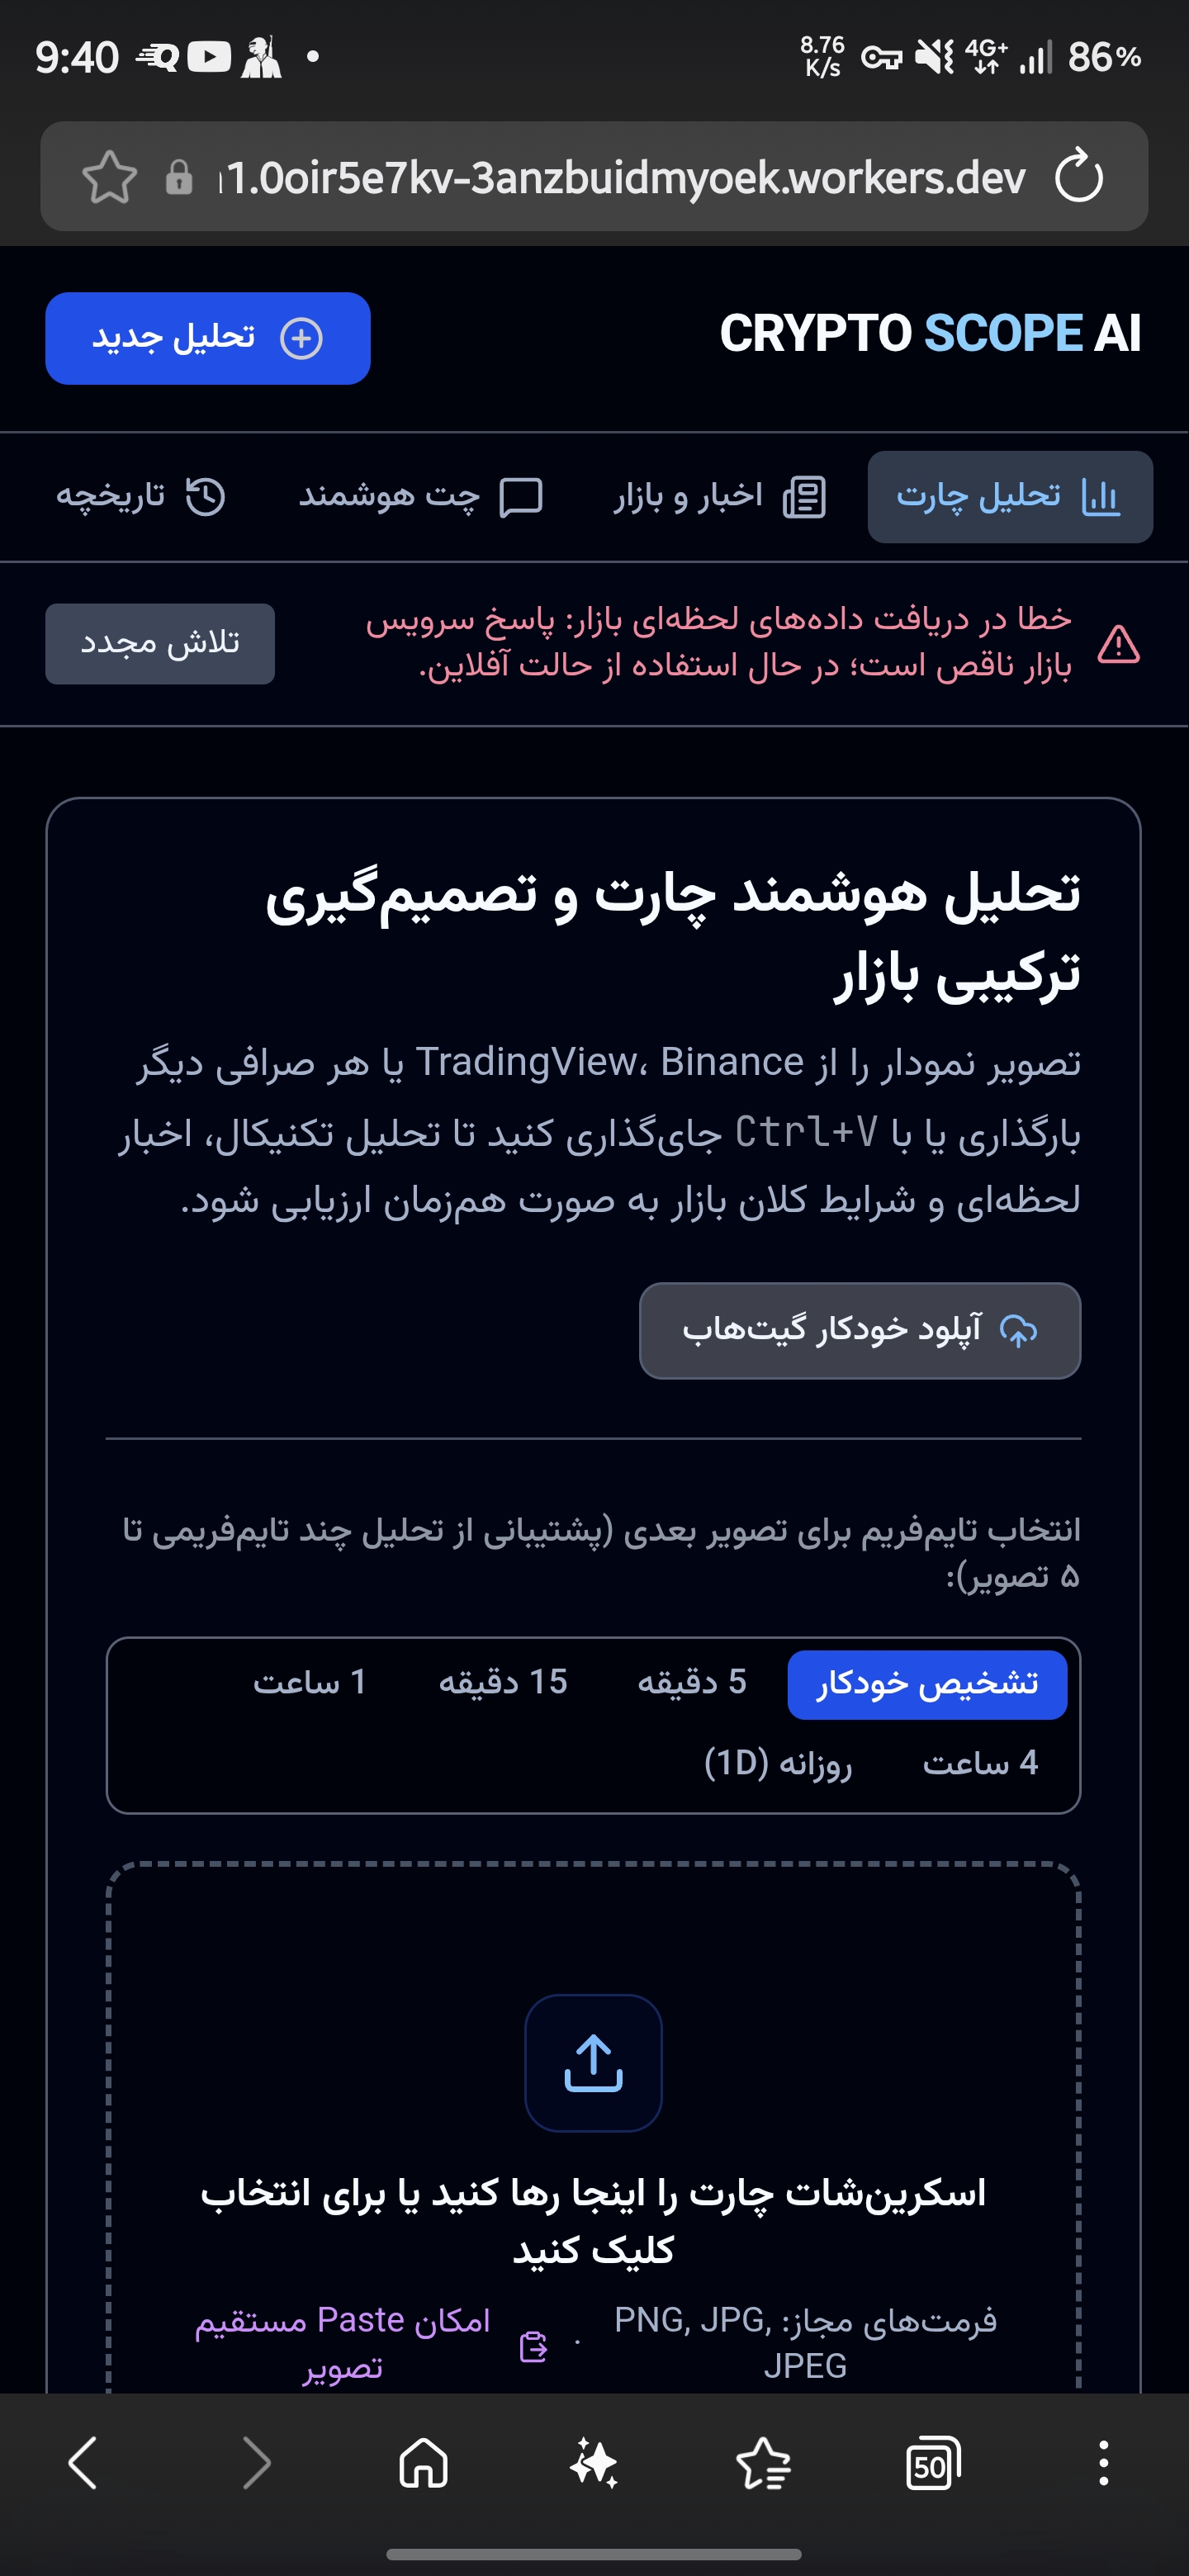 9:40
8.76 K/s
4G+
86%
1.0oir5e7kv-3anzbuidmyoek.workers.dev
CRYPTO SCOPE AI
تحلیل جدید
تحلیل چارت
اخبار و بازار
چت هوشمند
تاریخچه
خطا در دریافت داده‌های لحظه‌ای بازار: پاسخ سرویس
بازار ناقص است؛ در حال استفاده از حالت آفلاین.
تلاش مجدد
تحلیل هوشمند چارت و تصمیم‌گیری
ترکیبی بازار
تصویر نمودار را از TradingView، Binance یا هر صرافی دیگر
بارگذاری یا با Ctrl+V جای‌گذاری کنید تا تحلیل تکنیکال، اخبار
لحظه‌ای و شرایط کلان بازار به صورت هم‌زمان ارزیابی شود.
آپلود خودکار گیت‌هاب
انتخاب تایم‌فریم برای تصویر بعدی (پشتیبانی از تحلیل چند تایم‌فریمی تا
۵ تصویر):
تشخیص خودکار
5 دقیقه
15 دقیقه
1 ساعت
4 ساعت
روزانه (1D)
اسکرین‌شات چارت را اینجا رها کنید یا برای انتخاب
کلیک کنید
فرمت‌های مجاز: PNG, JPG,
JPEG
·
امکان Paste مستقیم
تصویر
50